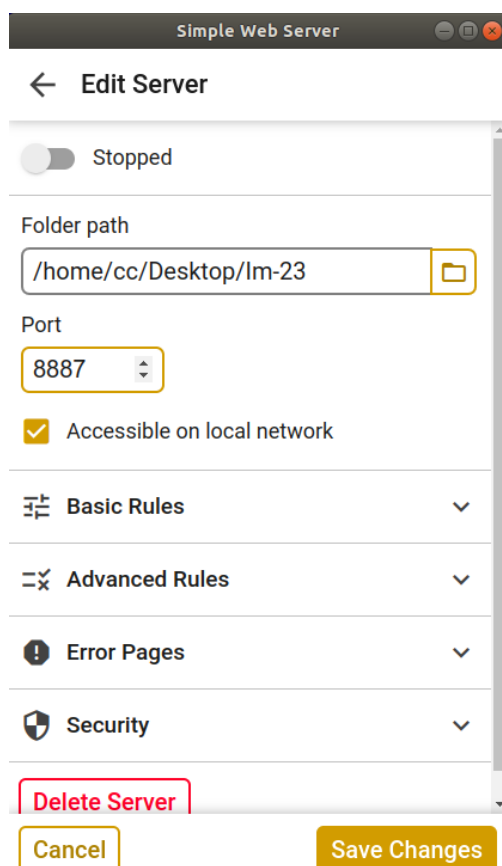 Simple Web Server
Edit Server
Stopped
Folder path
/home/cc/Desktop/lm-23
Port
8887
Accessible on local network
Basic Rules
Advanced Rules
Error Pages
Security
Delete Server
Cancel
Save Changes